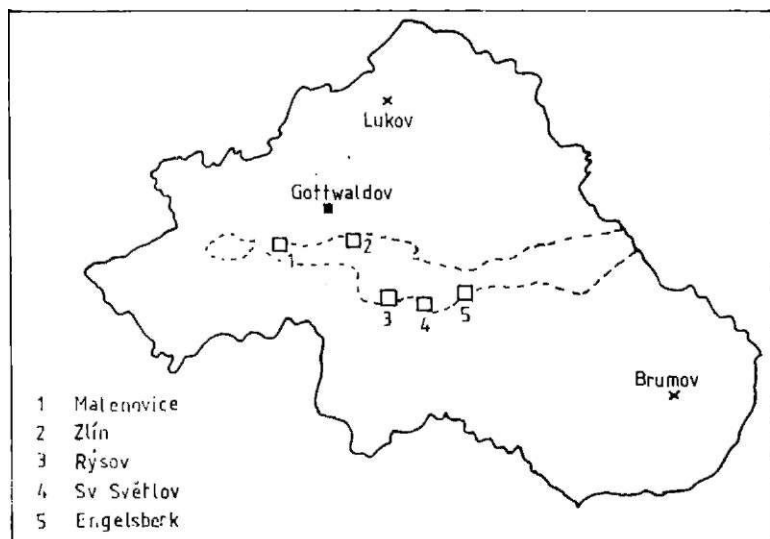 Lukov
Gottwaldov
1
2
3
4
5
Brumov
1 Malenovice
2 Zlín
3 Rýsov
4 Sv Světlov
5 Engelsberk